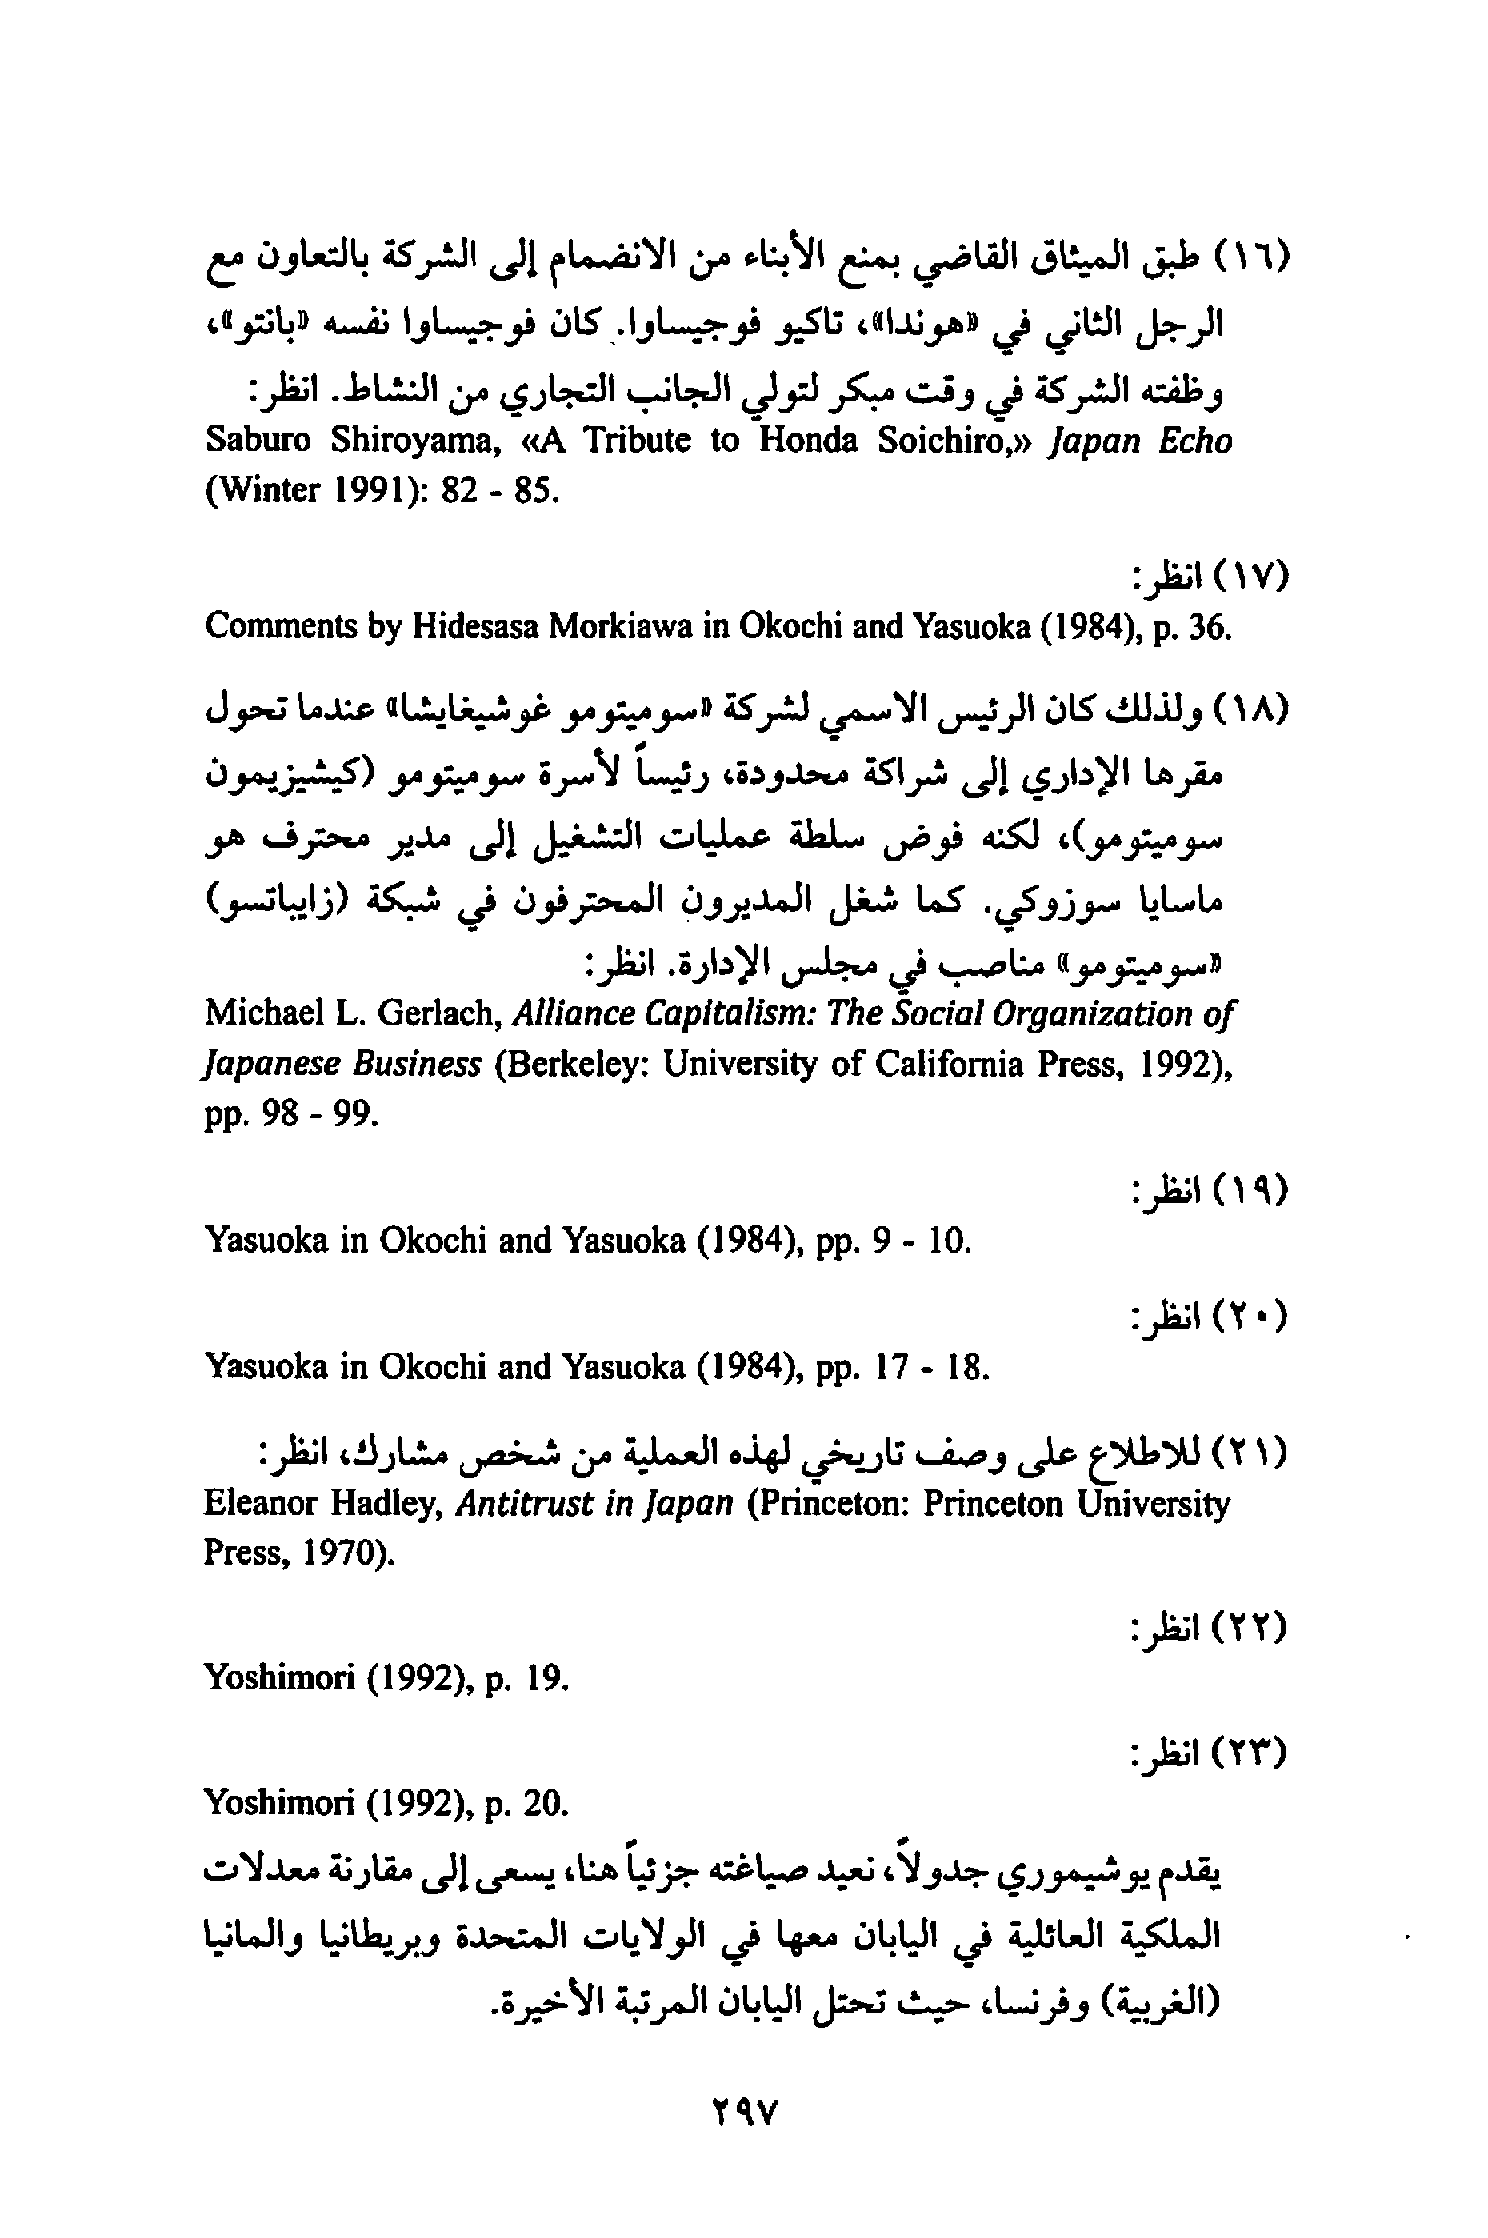 (١٦) طبق الميثاق القاضي بمنع الأبناء من الانضمام إلى الشركة بالتعاون مع
الرجل الثاني في «هوندا»، تاكيو فوجيساوا. كان فوجيساوا نفسه «بانتو»،
وظفته الشركة في وقت مبكر لتولي الجانب التجاري من النشاط. انظر:
Saburo Shiroyama, «A Tribute to Honda Soichiro,» Japan Echo
(Winter 1991): 82 - 85.
(١٧) انظر:
Comments by Hidesasa Morkiawa in Okochi and Yasuoka (1984), p. 36.
(١٨) ولذلك كان الرئيس الاسمي لشركة «سوميتومو غوشيغايشا» عندما تحول
مقرها الإداري إلى شراكة محدودة، رئيساً لأسرة سوميتومو (كيشيزيمون
سوميتومو)، لكنه فوض سلطة عمليات التشغيل إلى مدير محترف هو
ماسايا سوزوكي. كما شغل المديرون المحترفون في شبكة (زايباتسو)
«سوميتومو» مناصب في مجلس الإدارة. انظر:
Michael L. Gerlach, Alliance Capitalism: The Social Organization of
Japanese Business (Berkeley: University of California Press, 1992),
pp. 98 - 99.
(١٩) انظر:
Yasuoka in Okochi and Yasuoka (1984), pp. 9 - 10.
(٢٠) انظر:
Yasuoka in Okochi and Yasuoka (1984), pp. 17 - 18.
(٢١) للاطلاع على وصف تاريخي لهذه العملية من شخص مشارك، انظر:
Eleanor Hadley, Antitrust in Japan (Princeton: Princeton University
Press, 1970).
(٢٢) انظر:
Yoshimori (1992), p. 19.
(٢٣) انظر:
Yoshimori (1992), p. 20.
يقدم يوشيموري جدولاً، نعيد صياغته جزئياً هنا، يسعى إلى مقارنة معدلات
الملكية العائلية في اليابان معها في الولايات المتحدة وبريطانيا والمانيا
(الغربية) وفرنسا، حيث تحتل اليابان المرتبة الأخيرة.
٢٩٧